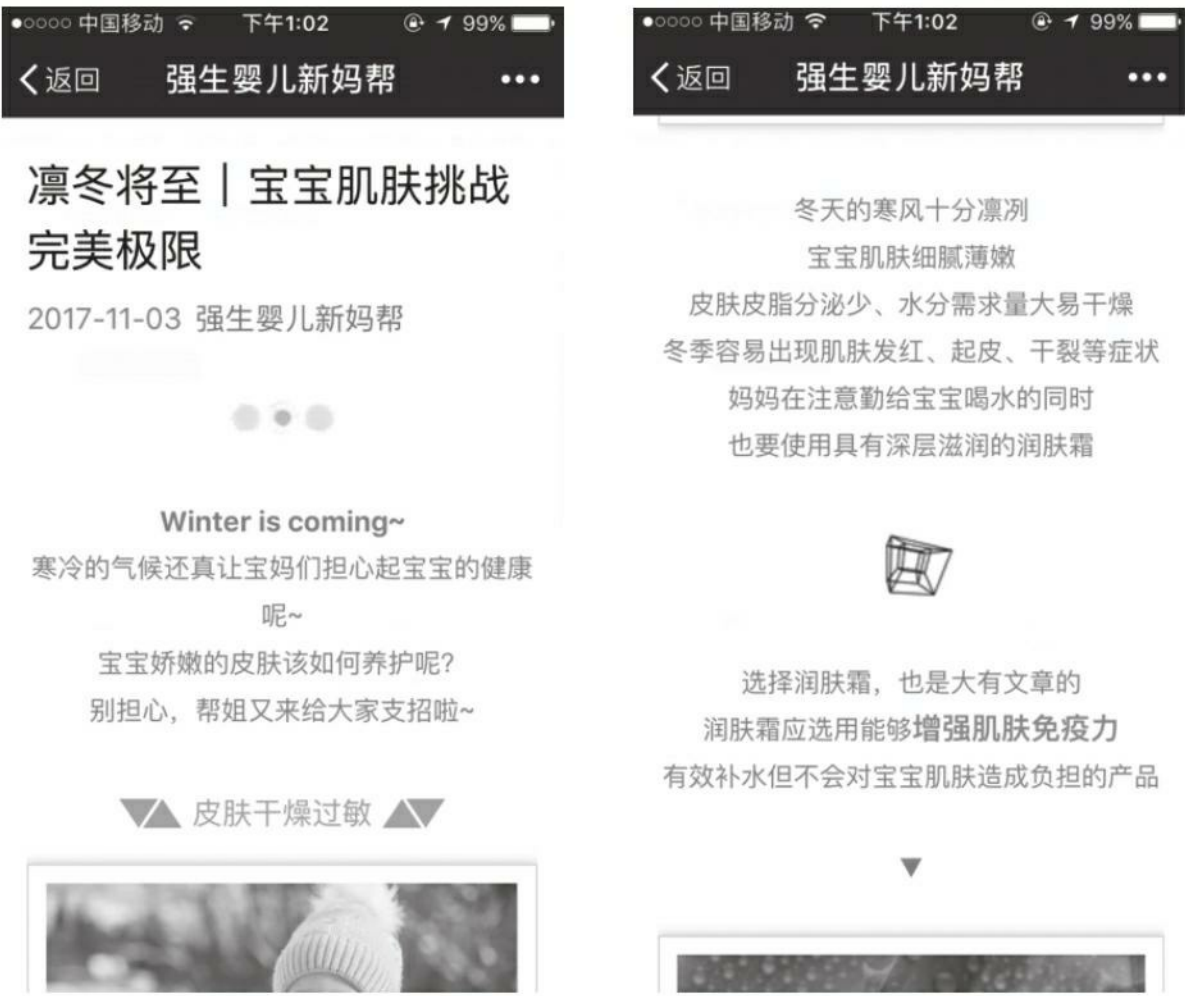 中国移动 下午1:02 99%
返回 强生婴儿新妈帮
凛冬将至｜宝宝肌肤挑战
完美极限
2017-11-03 强生婴儿新妈帮
Winter is coming~
寒冷的气候还真让宝妈们担心起宝宝的健康
呢~
宝宝娇嫩的皮肤该如何养护呢?
别担心，帮姐又来给大家支招啦~
皮肤干燥过敏
中国移动 下午1:02 99%
返回 强生婴儿新妈帮
冬天的寒风十分凛冽
宝宝肌肤细腻薄嫩
皮肤皮脂分泌少、水分需求量大易干燥
冬季容易出现肌肤发红、起皮、干裂等症状
妈妈在注意勤给宝宝喝水的同时
也要使用具有深层滋润的润肤霜
选择润肤霜，也是大有文章的
润肤霜应选用能够增强肌肤免疫力
有效补水但不会对宝宝肌肤造成负担的产品